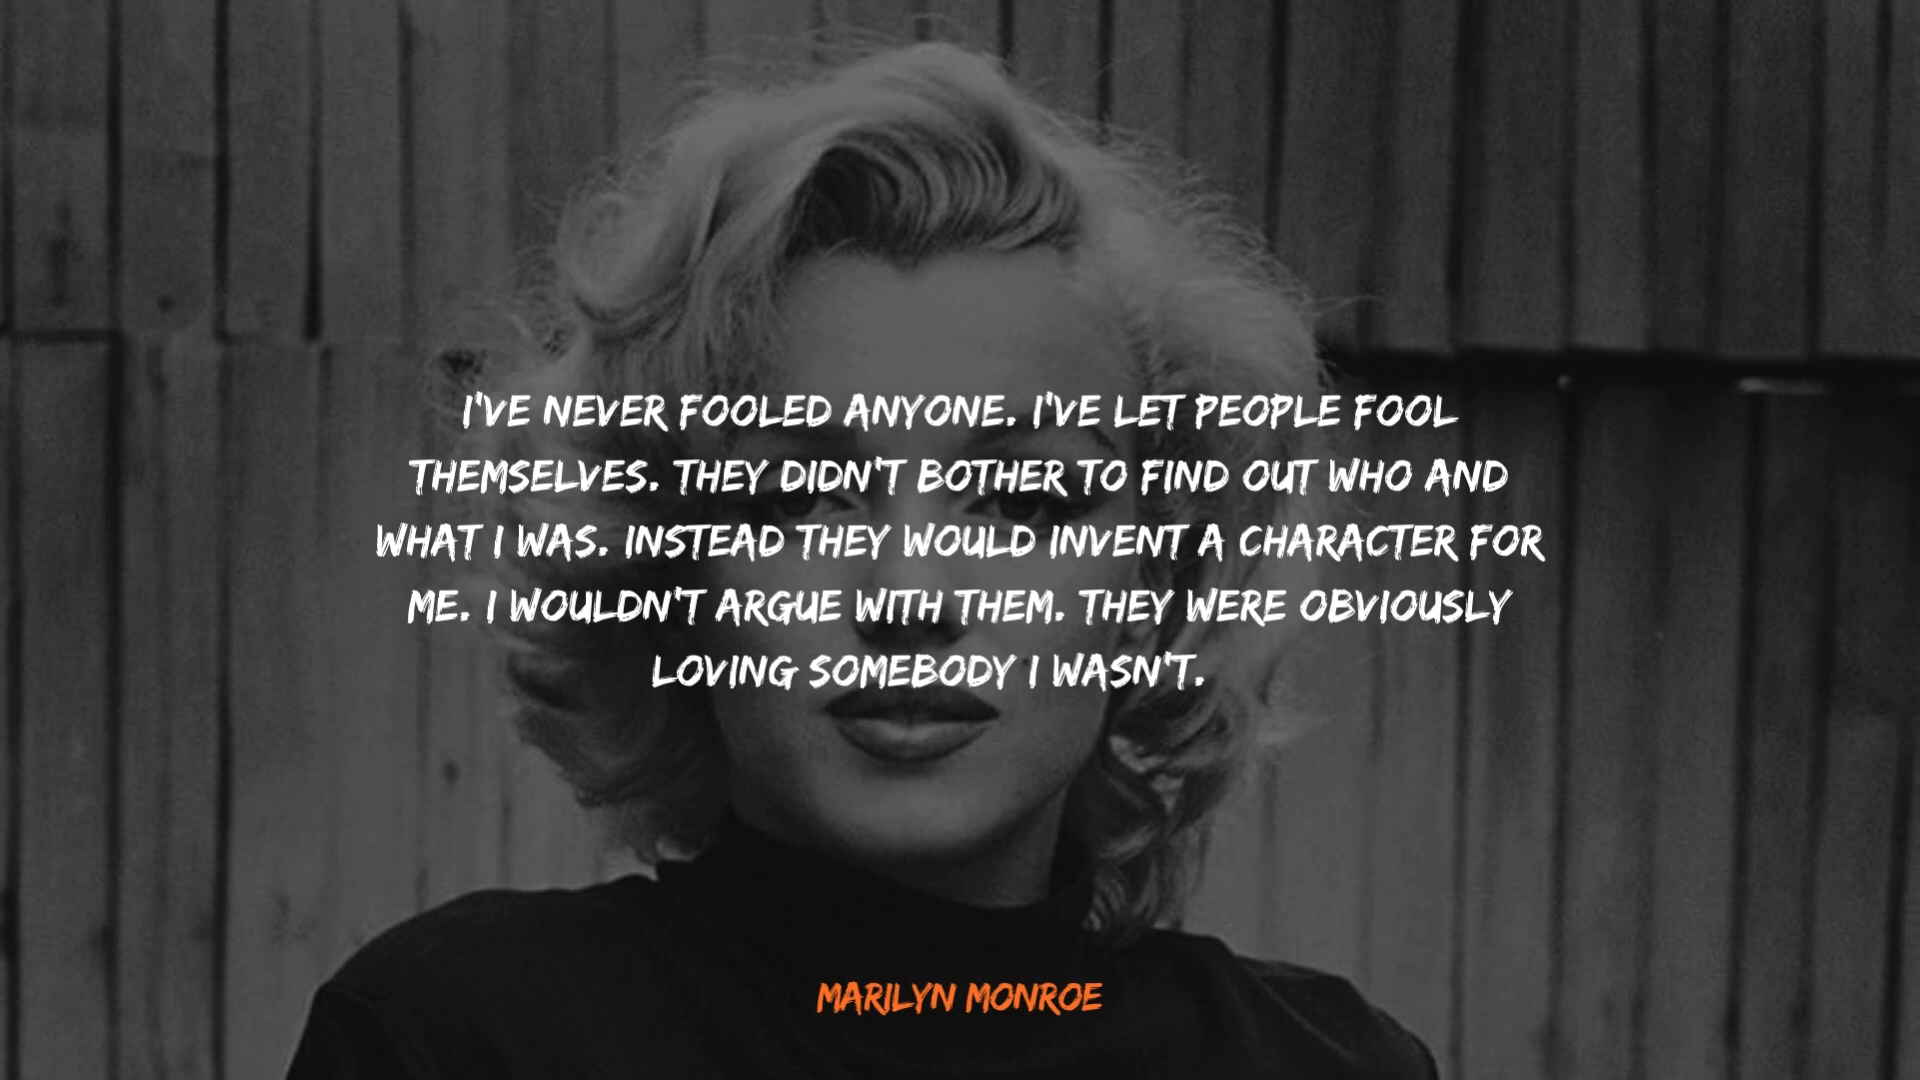 I'VE NEVER FOOLED ANYONE. I'VE LET PEOPLE FOOL
THEMSELVES. THEY DIDN'T BOTHER TO FIND OUT WHO AND
WHAT I WAS. INSTEAD THEY WOULD INVENT A CHARACTER FOR
ME. I WOULDN'T ARGUE WITH THEM. THEY WERE OBVIOUSLY
LOVING SOMEBODY I WASN'T.
MARILYN MONROE